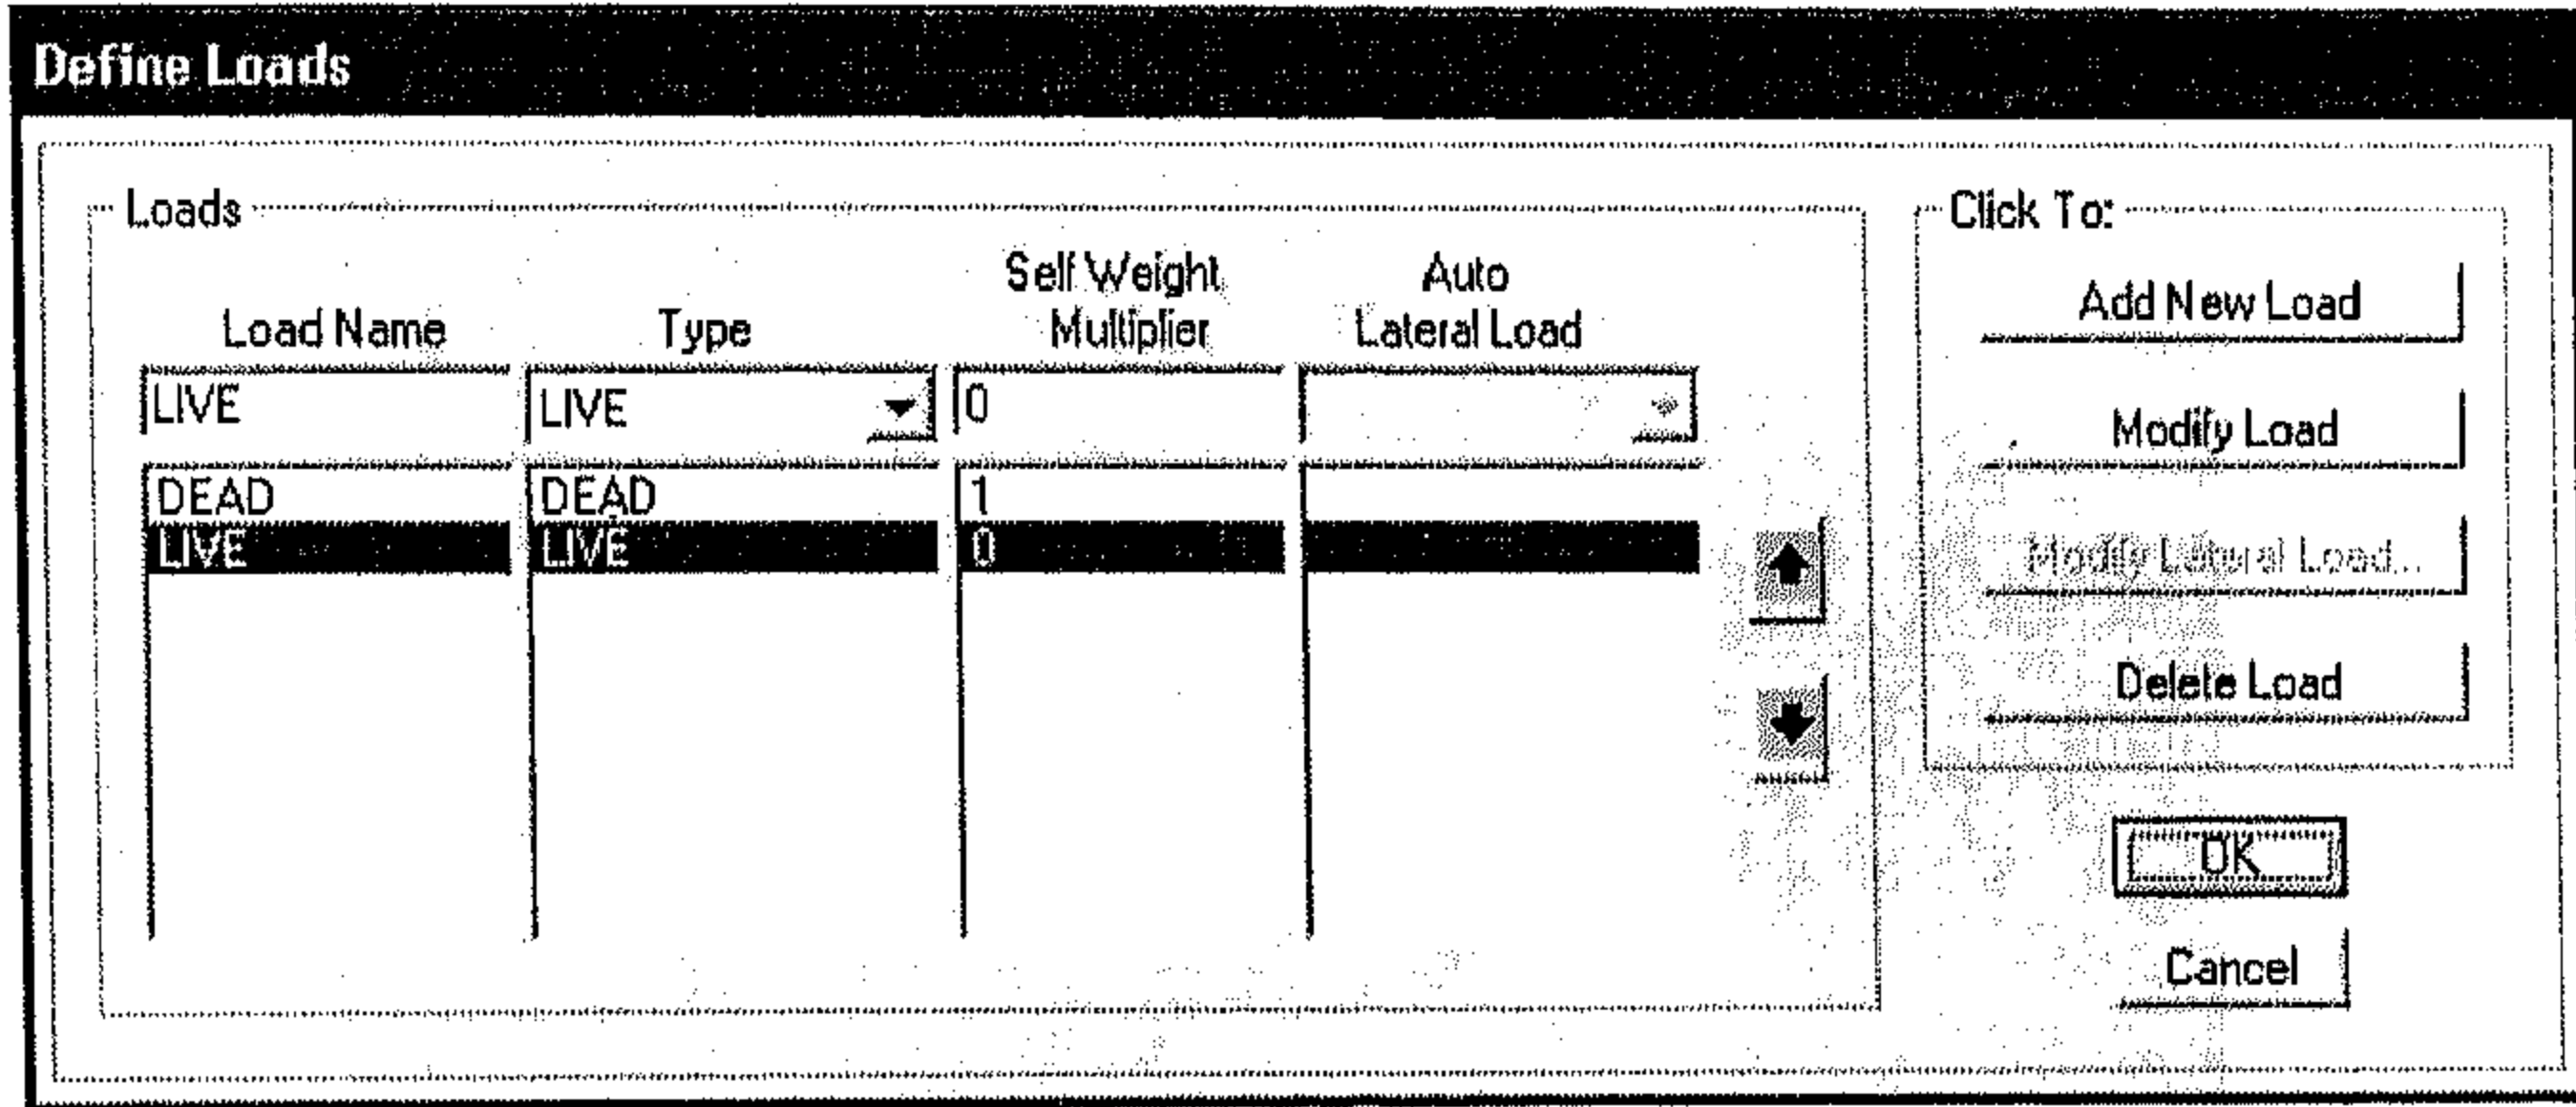 Define Loads
Loads
Click To:
Load Name Type Self Weight Multiplier Auto Lateral Load
LIVE LIVE 0
DEAD DEAD 1
LIVE LIVE 0
Add New Load
Modify Load
Modify Lateral Load...
Delete Load
OK
Cancel